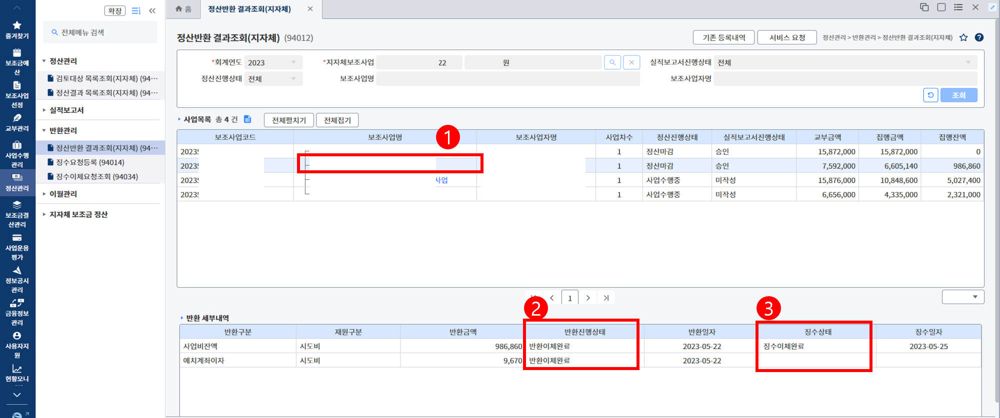 즐겨찾기
보조금예
산
보조사업
선정
교부관리
사업수행
관리
정산관리
보조금결
산관리
사업운용
평가
정보공시
관리
금융정보
관리
사용자지
원
현황모니
확장
전체메뉴 검색
정산관리
검토대상 목록조회(지자체) (94···
정산결과 목록조회(지자체) (94···
실적보고서
반환관리
정산반환 결과조회(지자체) (94···
징수요청등록 (94014)
징수이체요청조회 (94034)
이월관리
지자체 보조금 정산
홈 정산반환 결과조회(지자체)
정산반환 결과조회(지자체) (94012) 기존 등록내역 서비스 요청 정산관리 > 반환관리 > 정산반환 결과조회(지자체) ?
*회계연도 2023 *지자체보조사업 22 원 실적보고서진행상태 전체
정산진행상태 전체 보조사업명 보조사업자명
조회
사업목록 총 4 건 전체펼치기 전체접기
1
보조사업코드 보조사업명 보조사업자명 사업차수 정산진행상태 실적보고서진행상태 교부금액 집행금액 집행잔액
2023 1 정산마감 승인 15,872,000 15,872,000 0
2023 1 정산마감 승인 7,592,000 6,605,140 986,860
2023 사업 1 사업수행중 미작성 15,876,000 10,848,600 5,027,400
2023 1 사업수행중 미작성 6,656,000 4,335,000 2,321,000
1
2 3
반환 세부내역
반환구분 재원구분 반환금액 반환진행상태 반환일자 징수상태 징수일자
사업비잔액 시도비 986,860 반환이체완료 2023-05-22 징수이체완료 2023-05-25
예치계좌이자 시도비 9,670 반환이체완료 2023-05-22